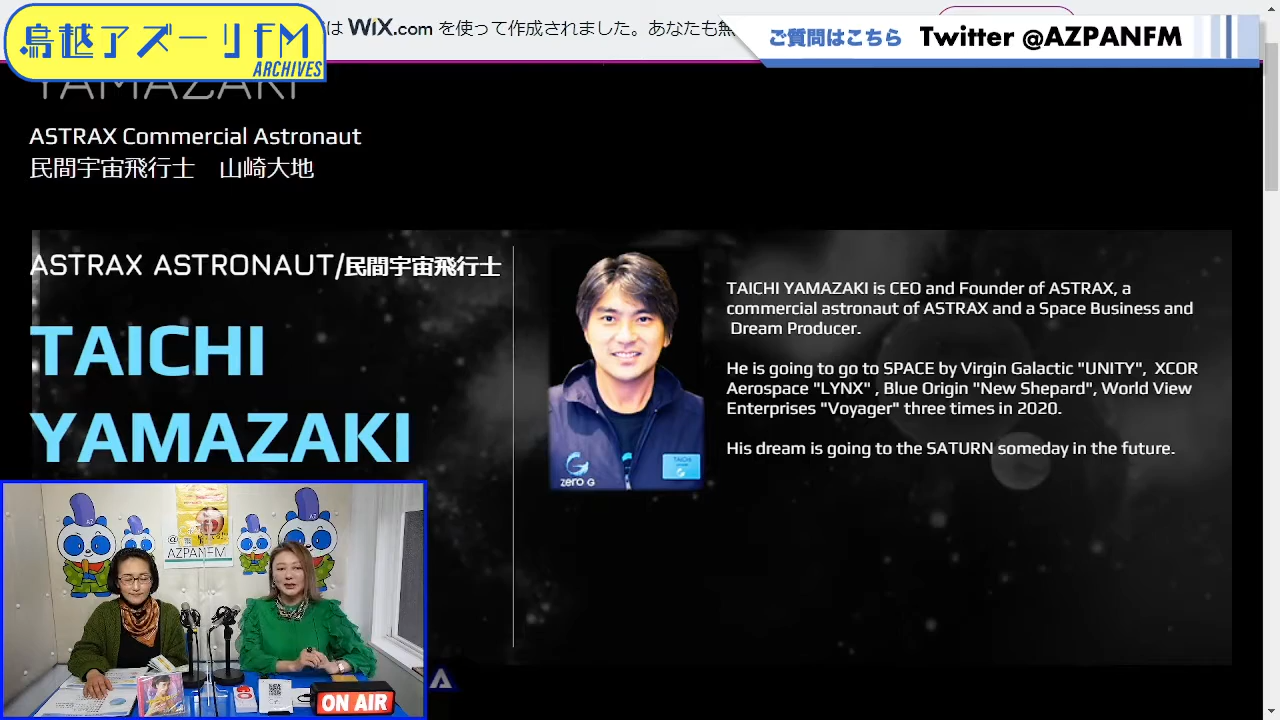 鳥越アズーリFM
ARCHIVES
は WiX.com を使って作成されました。あなたも無
ご質問はこちら Twitter @AZPANFM
YAMAZAKI
ASTRAX Commercial Astronaut
民間宇宙飛行士 山崎大地
ASTRAX ASTRONAUT/民間宇宙飛行士
TAICHI
YAMAZAKI
TAICHI YAMAZAKI is CEO and Founder of ASTRAX, a
commercial astronaut of ASTRAX and a Space Business and
Dream Producer.
He is going to go to SPACE by Virgin Galactic "UNITY", XCOR
Aerospace "LYNX" , Blue Origin "New Shepard", World View
Enterprises "Voyager" three times in 2020.
His dream is going to the SATURN someday in the future.
zero G
TAICHI
AZ
AZ
AZPANFM
ON AIR